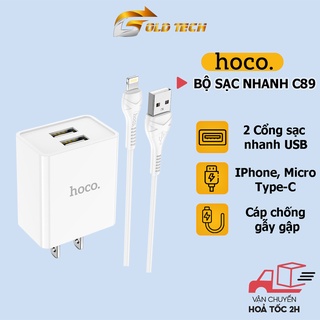 GOLD TECH
hoco.
BỘ SẠC NHANH C89
2 Cổng sạc
nhanh USB
IPhone, Micro
Type-C
Cáp chống
gẫy gập
hoco.
VẬN CHUYỂN
HOẢ TỐC 2H